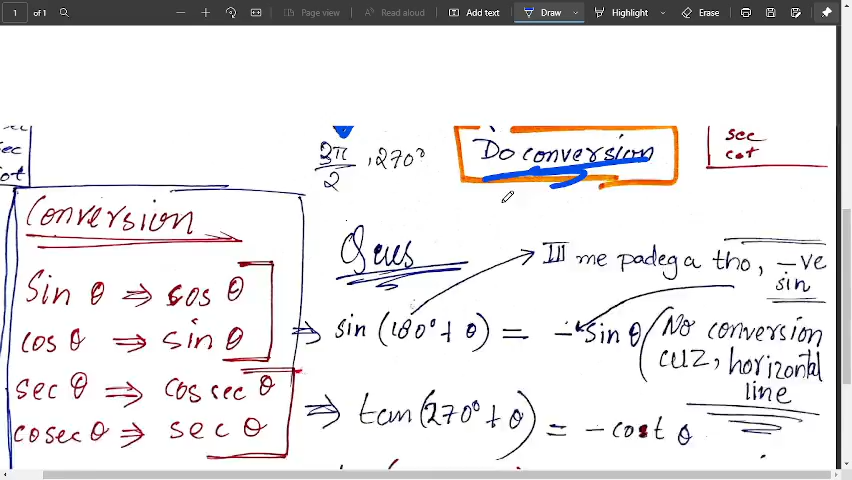 1 of 1 Page view Read aloud Add text Draw Highlight Erase
3π/2 , 270°
Do conversion
sec
cot
Conversion
Sin θ ⇒ cos θ
cos θ ⇒ sin θ
sec θ ⇒ cossec θ
cosec θ ⇒ sec θ
Ques
III me padega tho, -ve
sin
⇒ sin (180° + θ) = - sin θ
(No conversion
cuz, horizontal
line
⇒ tan (270° + θ) = - cot θ